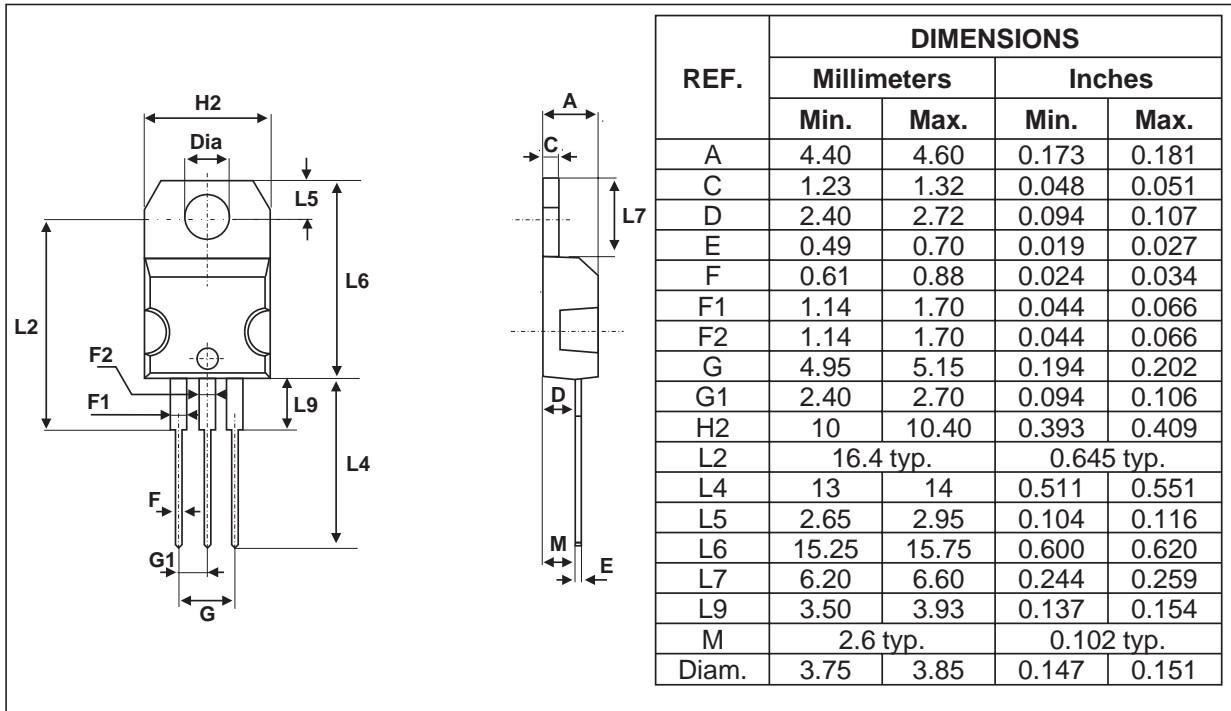 H2
Dia
L5
L6
L2
F2
F1
L9
L4
F
G1
G
A
C
L7
D
M
E
REF. DIMENSIONS
Millimeters Inches
Min. Max. Min. Max.
A 4.40 4.60 0.173 0.181
C 1.23 1.32 0.048 0.051
D 2.40 2.72 0.094 0.107
E 0.49 0.70 0.019 0.027
F 0.61 0.88 0.024 0.034
F1 1.14 1.70 0.044 0.066
F2 1.14 1.70 0.044 0.066
G 4.95 5.15 0.194 0.202
G1 2.40 2.70 0.094 0.106
H2 10 10.40 0.393 0.409
L2 16.4 typ. 0.645 typ.
L4 13 14 0.511 0.551
L5 2.65 2.95 0.104 0.116
L6 15.25 15.75 0.600 0.620
L7 6.20 6.60 0.244 0.259
L9 3.50 3.93 0.137 0.154
M 2.6 typ. 0.102 typ.
Diam. 3.75 3.85 0.147 0.151